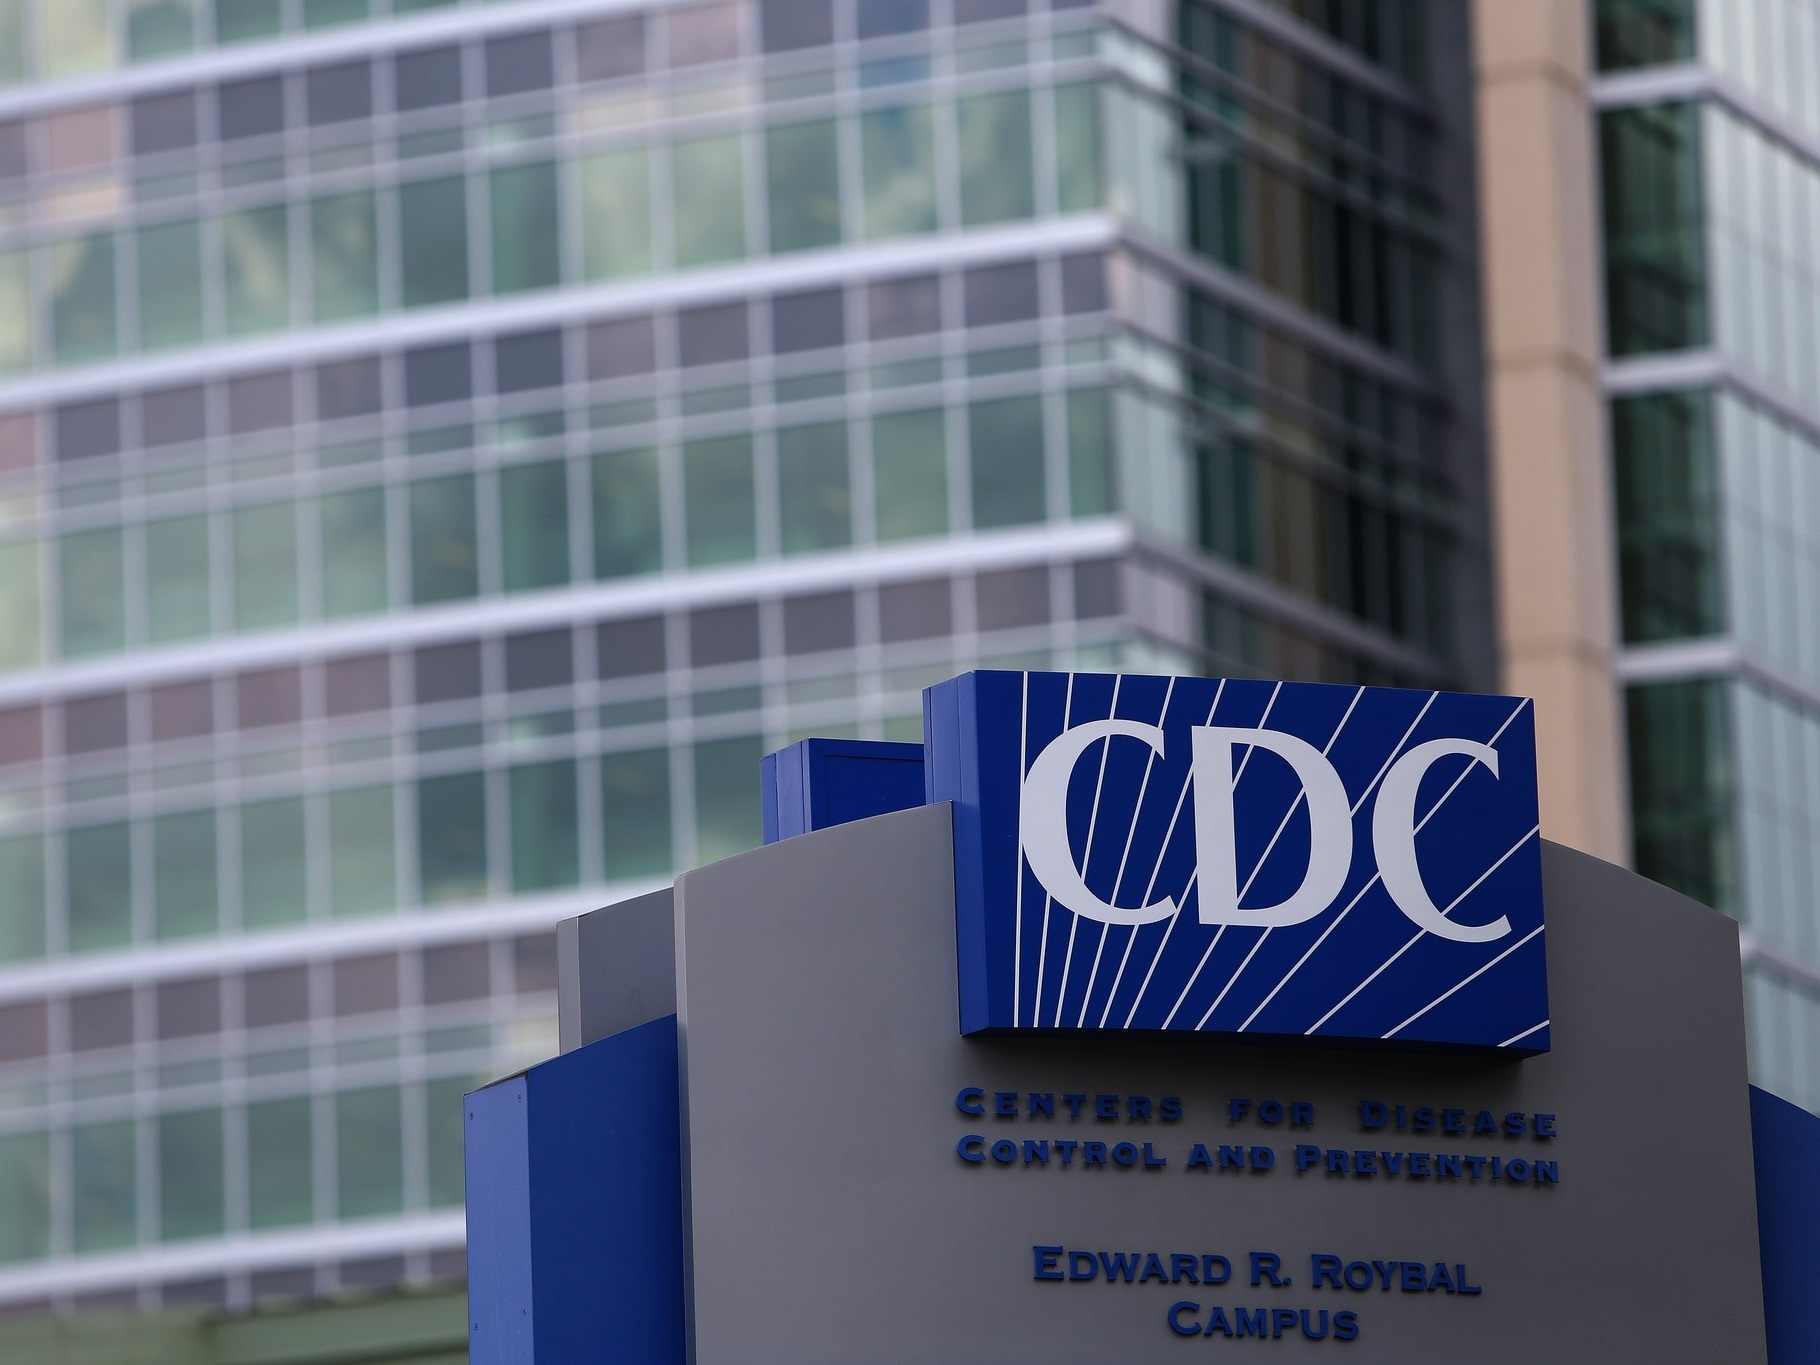 CDC
CENTERS FOR DISEASE
CONTROL AND PREVENTION
EDWARD R. ROYBAL
CAMPUS